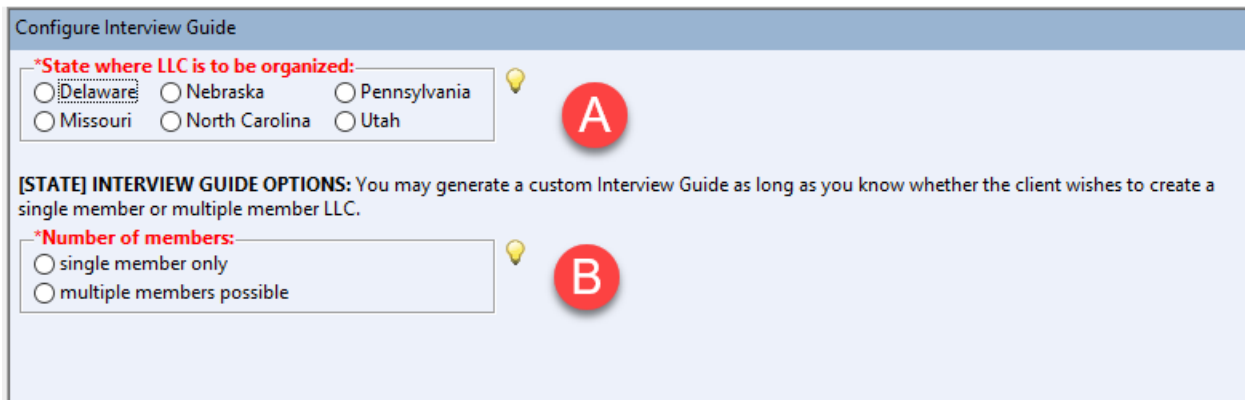 Configure Interview Guide
*State where LLC is to be organized:
Delaware Nebraska Pennsylvania
Missouri North Carolina Utah
A
[STATE] INTERVIEW GUIDE OPTIONS: You may generate a custom Interview Guide as long as you know whether the client wishes to create a
single member or multiple member LLC.
*Number of members:
single member only
multiple members possible
B